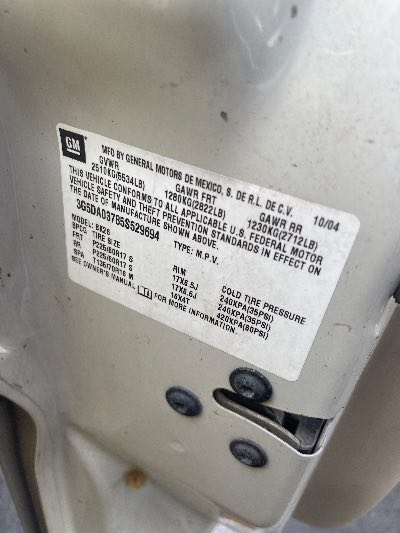 GM
MFD BY GENERAL MOTORS DE MEXICO, S. DE R.L. DE C.V. 10/04
GVWR GAWR FRT GAWR RR
2510KG(5534LB) 1280KG(2822LB) 1230KG(2712LB)
THIS VEHICLE CONFORMS TO ALL APPLICABLE U.S. FEDERAL MOTOR
VEHICLE SAFETY AND THEFT PREVENTION STANDARDS IN EFFECT ON
THE DATE OF MANUFACTURE SHOWN ABOVE.
3G5DA03785S529694 TYPE: M.P.V.
MODEL: BX26
SPCG TIRE SIZE RIM COLD TIRE PRESSURE
FRT P225/60R17 S 17X6.5J 240KPA(35PSI)
RR P225/60R17 S 17X6.5J 240KPA(35PSI)
SPA T135/70R16 M 16X4T 420KPA(60PSI)
SEE OWNER'S MANUAL FOR MORE INFORMATION.